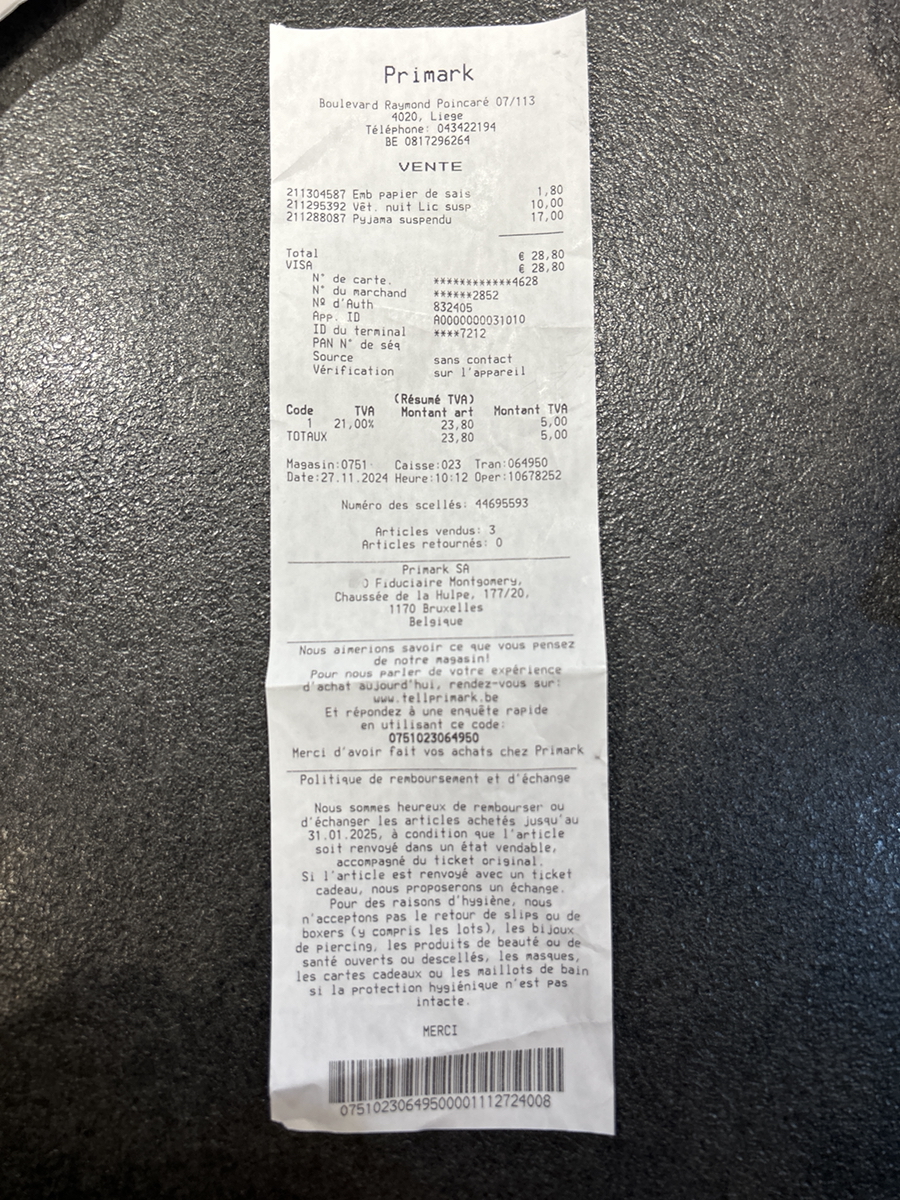 Primark
Boulevard Raymond Poincaré 07/113
4020, Liege
Téléphone: 043422194
BE 0817296264
VENTE
211304587 Emb papier de sais 1,80
211295392 Vêt. nuit Lic susp 10,00
211288087 Pyjama suspendu 17,00
Total € 28,80
VISA € 28,80
N° de carte. ************4628
N° du marchand ******2852
Nº d'Auth 832405
App. ID A0000000031010
ID du terminal ****7212
PAN N° de séq
Source sans contact
Vérification sur l'appareil
(Résumé TVA)
Code TVA Montant art Montant TVA
1 21,00% 23,80 5,00
TOTAUX 23,80 5,00
Magasin:0751 Caisse:023 Tran:064950
Date:27.11.2024 Heure:10:12 Oper:10678252
Numéro des scellés: 44695593
Articles vendus: 3
Articles retournés: 0
Primark SA
Fiduciaire Montgomery,
Chaussée de la Hulpe, 177/20,
1170 Bruxelles
Belgique
Nous aimerions savoir ce que vous pensez
de notre magasin!
Pour nous parler de votre expérience
d'achat aujourd'hui, rendez-vous sur:
www.tellprimark.be
Et répondez à une enquête rapide
en utilisant ce code:
0751023064950
Merci d'avoir fait vos achats chez Primark
Politique de remboursement et d'échange
Nous sommes heureux de rembourser ou
d'échanger les articles achetés jusqu'au
31.01.2025, à condition que l'article
soit renvoyé dans un état vendable,
accompagné du ticket original.
Si l'article est renvoyé avec un ticket
cadeau, nous proposerons un échange.
Pour des raisons d'hygiène, nous
n'acceptons pas le retour de slips ou de
boxers (y compris les lots), les bijoux
de piercing, les produits de beauté ou de
santé ouverts ou descellés, les masques,
les cartes cadeaux ou les maillots de bain
si la protection hygiénique n'est pas
intacte.
MERCI
07510230649500001112724008